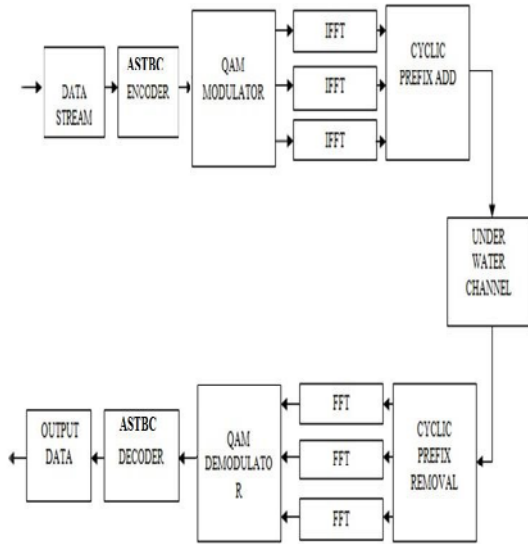 DATA
STREAM
ASTBC
ENCODER
QAM
MODULATOR
IFFT
IFFT
IFFT
CYCLIC
PREFIX ADD
UNDER
WATER
CHANNEL
CYCLIC
PREFIX
REMOVAL
FFT
FFT
FFT
QAM
DEMODULATO
R
ASTBC
DECODER
OUTPUT
DATA